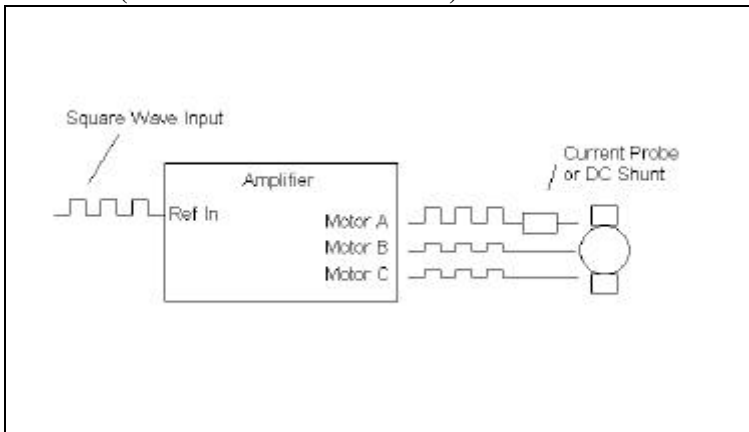 Square Wave Input
Current Probe
or DC Shunt
Amplifier
Ref In
Motor A
Motor B
Motor C